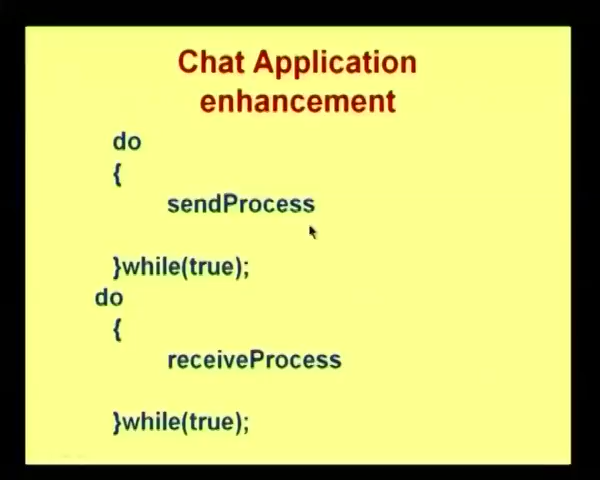 Chat Application
enhancement
do
{
sendProcess
}while(true);
do
{
receiveProcess
}while(true);